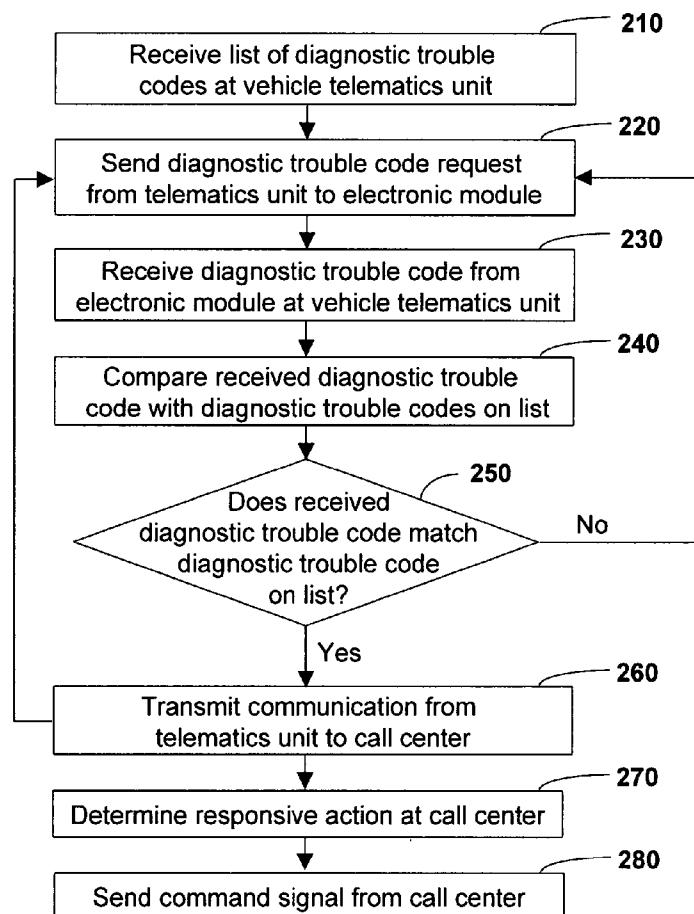 210
Receive list of diagnostic trouble
codes at vehicle telematics unit
220
Send diagnostic trouble code request
from telematics unit to electronic module
230
Receive diagnostic trouble code from
electronic module at vehicle telematics unit
240
Compare received diagnostic trouble
code with diagnostic trouble codes on list
250
Does received
diagnostic trouble code match
diagnostic trouble code
on list?
No
Yes
260
Transmit communication from
telematics unit to call center
270
Determine responsive action at call center
280
Send command signal from call center